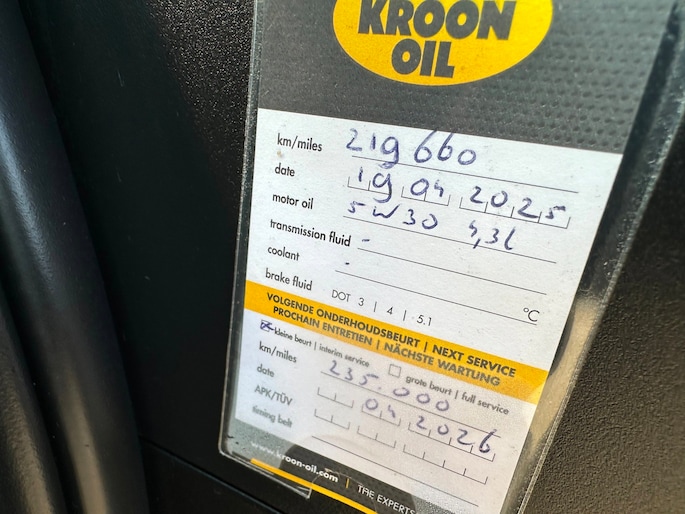 KROON
OIL
km/miles 219 660
date 19 04 2025
motor oil 5W30 4,3l
transmission fluid -
coolant -
brake fluid DOT 3 | 4 | 5.1 °C
VOLGENDE ONDERHOUDSBEURT | NEXT SERVICE
PROCHAIN ENTRETIEN | NÄCHSTE WARTUNG
kleine beurt | interim service grote beurt | full service
km/miles 235.000
date 04 2026
APK/TÜV
timing belt
www.kroon-oil.com | THE EXPERTS